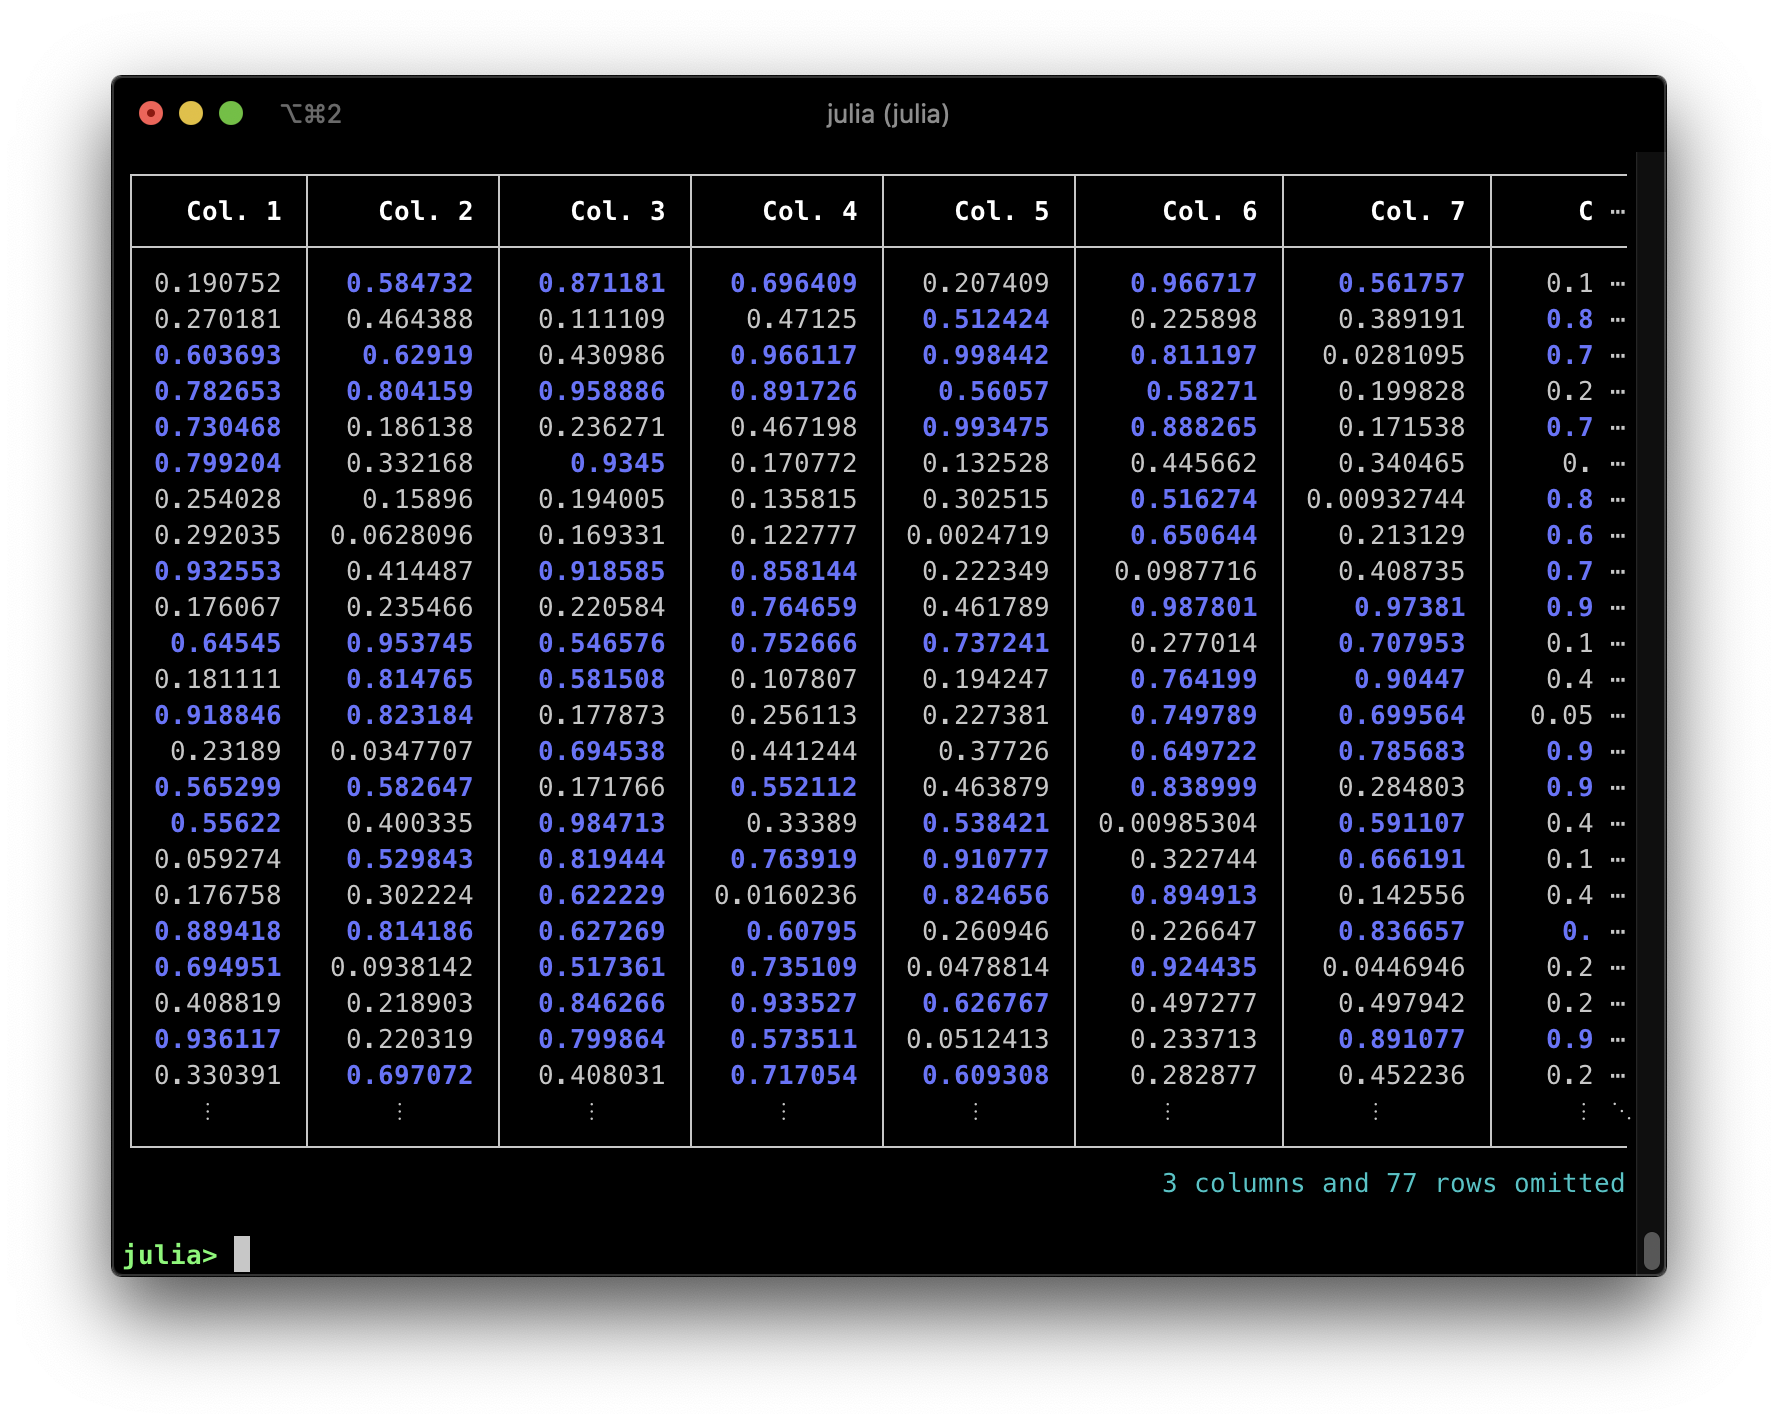 ⌥⌘2 julia (julia)
Col. 1 Col. 2 Col. 3 Col. 4 Col. 5 Col. 6 Col. 7 C ⋯
0.190752 0.584732 0.871181 0.696409 0.207409 0.966717 0.561757 0.1 ⋯
0.270181 0.464388 0.111109 0.47125 0.512424 0.225898 0.389191 0.8 ⋯
0.603693 0.62919 0.430986 0.966117 0.998442 0.811197 0.0281095 0.7 ⋯
0.782653 0.804159 0.958886 0.891726 0.56057 0.58271 0.199828 0.2 ⋯
0.730468 0.186138 0.236271 0.467198 0.993475 0.888265 0.171538 0.7 ⋯
0.799204 0.332168 0.9345 0.170772 0.132528 0.445662 0.340465 0. ⋯
0.254028 0.15896 0.194005 0.135815 0.302515 0.516274 0.00932744 0.8 ⋯
0.292035 0.0628096 0.169331 0.122777 0.0024719 0.650644 0.213129 0.6 ⋯
0.932553 0.414487 0.918585 0.858144 0.222349 0.0987716 0.408735 0.7 ⋯
0.176067 0.235466 0.220584 0.764659 0.461789 0.987801 0.97381 0.9 ⋯
0.64545 0.953745 0.546576 0.752666 0.737241 0.277014 0.707953 0.1 ⋯
0.181111 0.814765 0.581508 0.107807 0.194247 0.764199 0.90447 0.4 ⋯
0.918846 0.823184 0.177873 0.256113 0.227381 0.749789 0.699564 0.05 ⋯
0.23189 0.0347707 0.694538 0.441244 0.37726 0.649722 0.785683 0.9 ⋯
0.565299 0.582647 0.171766 0.552112 0.463879 0.838999 0.284803 0.9 ⋯
0.55622 0.400335 0.984713 0.33389 0.538421 0.00985304 0.591107 0.4 ⋯
0.059274 0.529843 0.819444 0.763919 0.910777 0.322744 0.666191 0.1 ⋯
0.176758 0.302224 0.622229 0.0160236 0.824656 0.894913 0.142556 0.4 ⋯
0.889418 0.814186 0.627269 0.60795 0.260946 0.226647 0.836657 0. ⋯
0.694951 0.0938142 0.517361 0.735109 0.0478814 0.924435 0.0446946 0.2 ⋯
0.408819 0.218903 0.846266 0.933527 0.626767 0.497277 0.497942 0.2 ⋯
0.936117 0.220319 0.799864 0.573511 0.0512413 0.233713 0.891077 0.9 ⋯
0.330391 0.697072 0.408031 0.717054 0.609308 0.282877 0.452236 0.2 ⋯
⋮ ⋮ ⋮ ⋮ ⋮ ⋮ ⋮ ⋮ ⋱
3 columns and 77 rows omitted
julia>